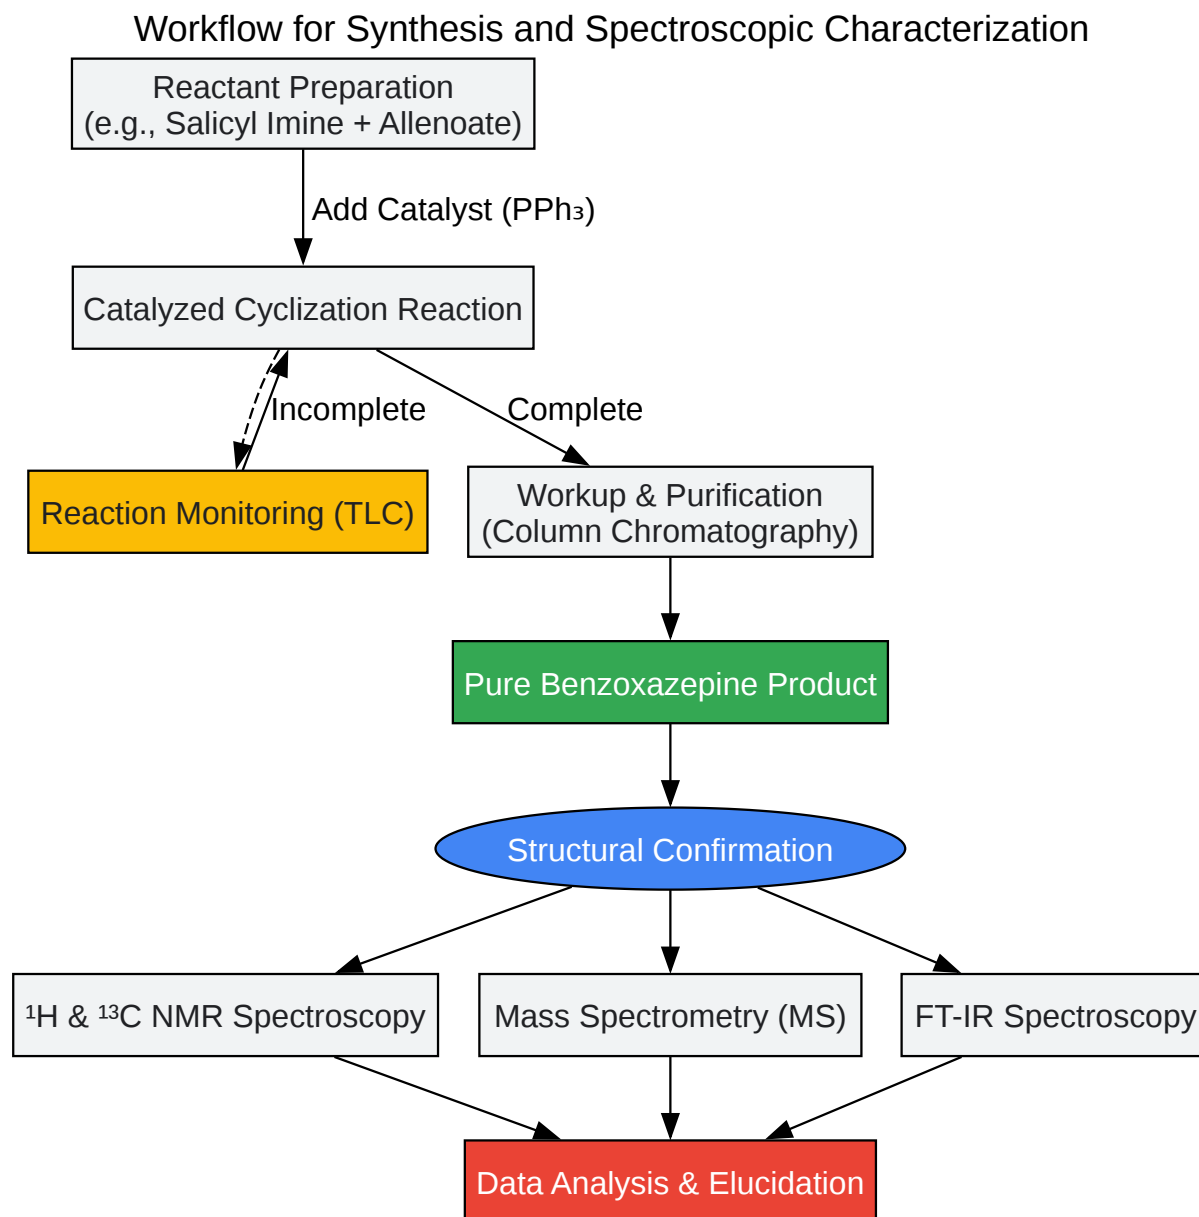 Workflow for Synthesis and Spectroscopic Characterization
Reactant Preparation
(e.g., Salicyl Imine + Allenoate)
Add Catalyst (PPh₃)
Catalyzed Cyclization Reaction
Incomplete
Complete
Reaction Monitoring (TLC)
Workup & Purification
(Column Chromatography)
Pure Benzoxazepine Product
Structural Confirmation
¹H & ¹³C NMR Spectroscopy
Mass Spectrometry (MS)
FT-IR Spectroscopy
Data Analysis & Elucidation